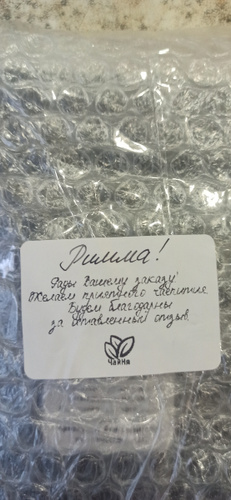 Римма!
Рады Вашему заказу!
Желаем приятного чаепития
Будем благодарны
за оставленный отзыв
ЧайНя